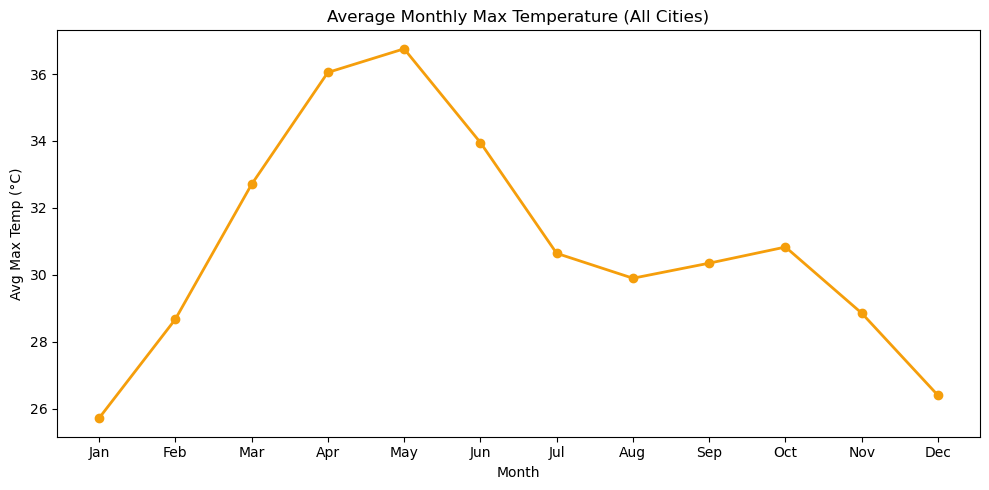 Average Monthly Max Temperature (All Cities)
Avg Max Temp (°C)
36
34
32
30
28
26
Jan Feb Mar Apr May Jun Jul Aug Sep Oct Nov Dec
Month